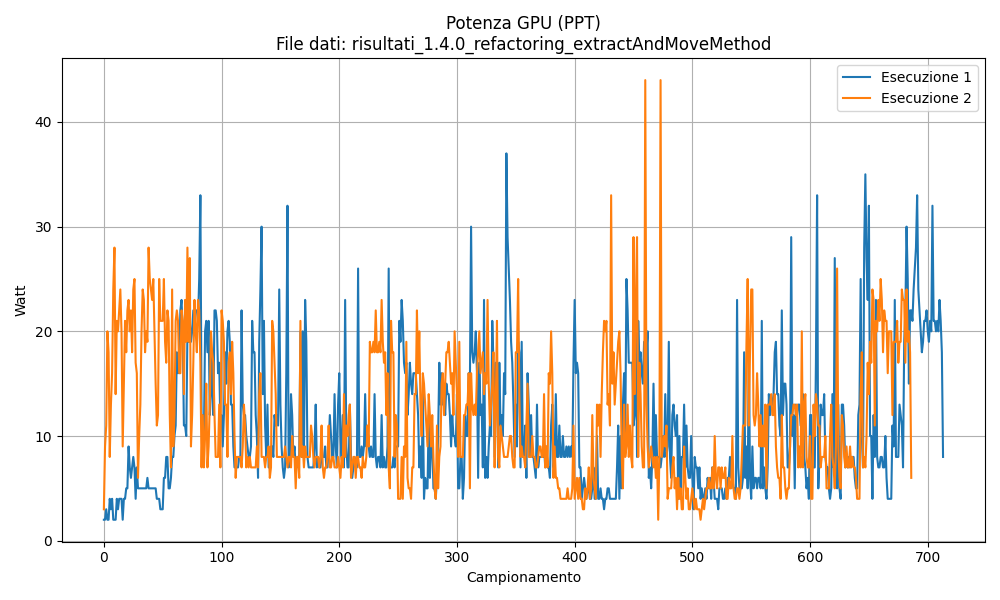 Potenza GPU (PPT)
File dati: risultati_1.4.0_refactoring_extractAndMoveMethod
Esecuzione 1
Esecuzione 2
Watt
40
30
20
10
0
0 100 200 300 400 500 600 700
Campionamento